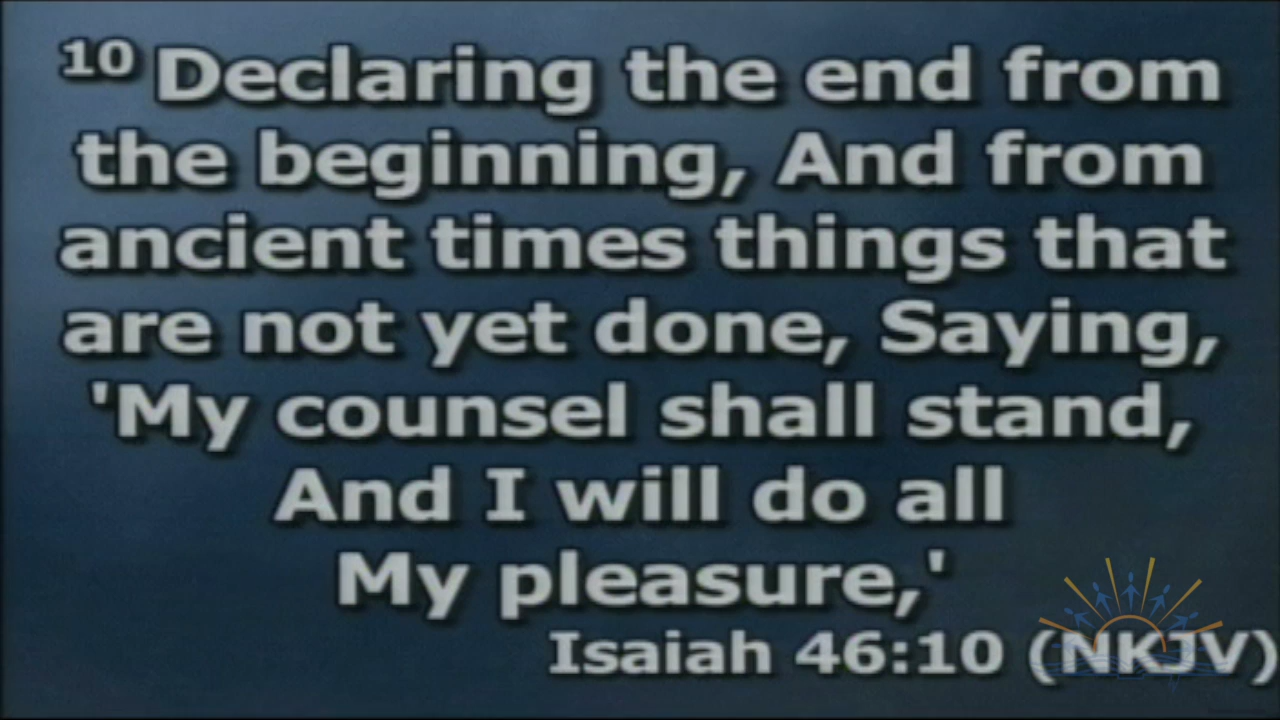 10 Declaring the end from
the beginning, And from
ancient times things that
are not yet done, Saying,
'My counsel shall stand,
And I will do all
My pleasure,'
Isaiah 46:10 (NKJV)